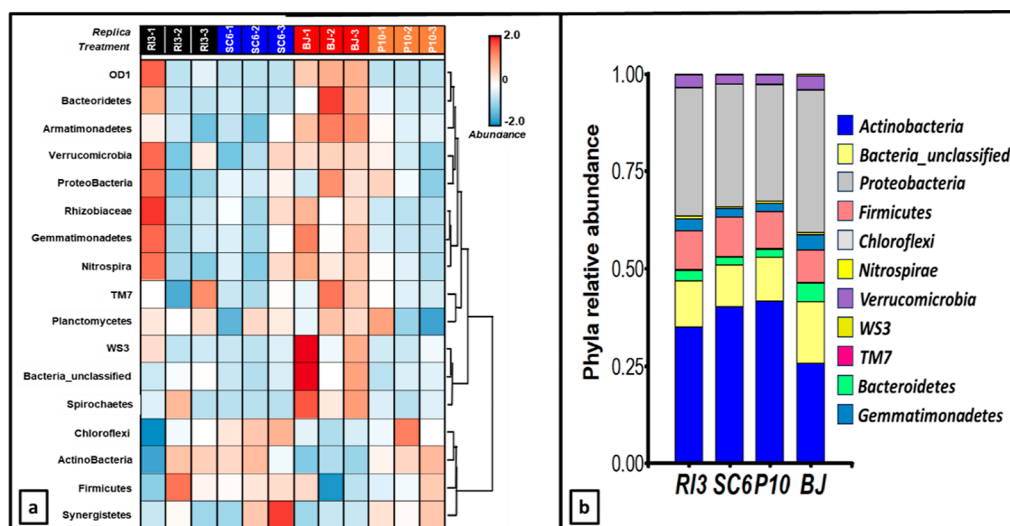 Replica
Treatment
RI3-1 RI3-2 RI3-3 SC6-1 SC6-2 SC6-3 BJ-1 BJ-2 BJ-3 P10-1 P10-2 P10-3
2.0
0
-2.0
Abundance
OD1
Bacteoridetes
Armatimonadetes
Verrucomicrobia
ProteoBacteria
Rhizobiaceae
Gemmatimonadetes
Nitrospira
TM7
Planctomycetes
WS3
Bacteria_unclassified
Spirochaetes
Chloroflexi
ActinoBacteria
Firmicutes
Synergistetes
a
Phyla relative abundance
1.00
0.75
0.50
0.25
0.00
RI3 SC6 P10 BJ
Actinobacteria
Bacteria_unclassified
Proteobacteria
Firmicutes
Chloroflexi
Nitrospirae
Verrucomicrobia
WS3
TM7
Bacteroidetes
Gemmatimonadetes
b